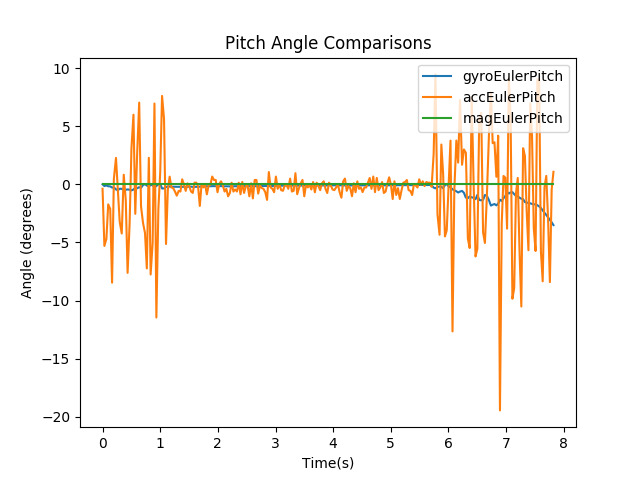 Pitch Angle Comparisons
gyroEulerPitch
accEulerPitch
magEulerPitch
Angle (degrees)
10
5
0
−5
−10
−15
−20
0 1 2 3 4 5 6 7 8
Time(s)